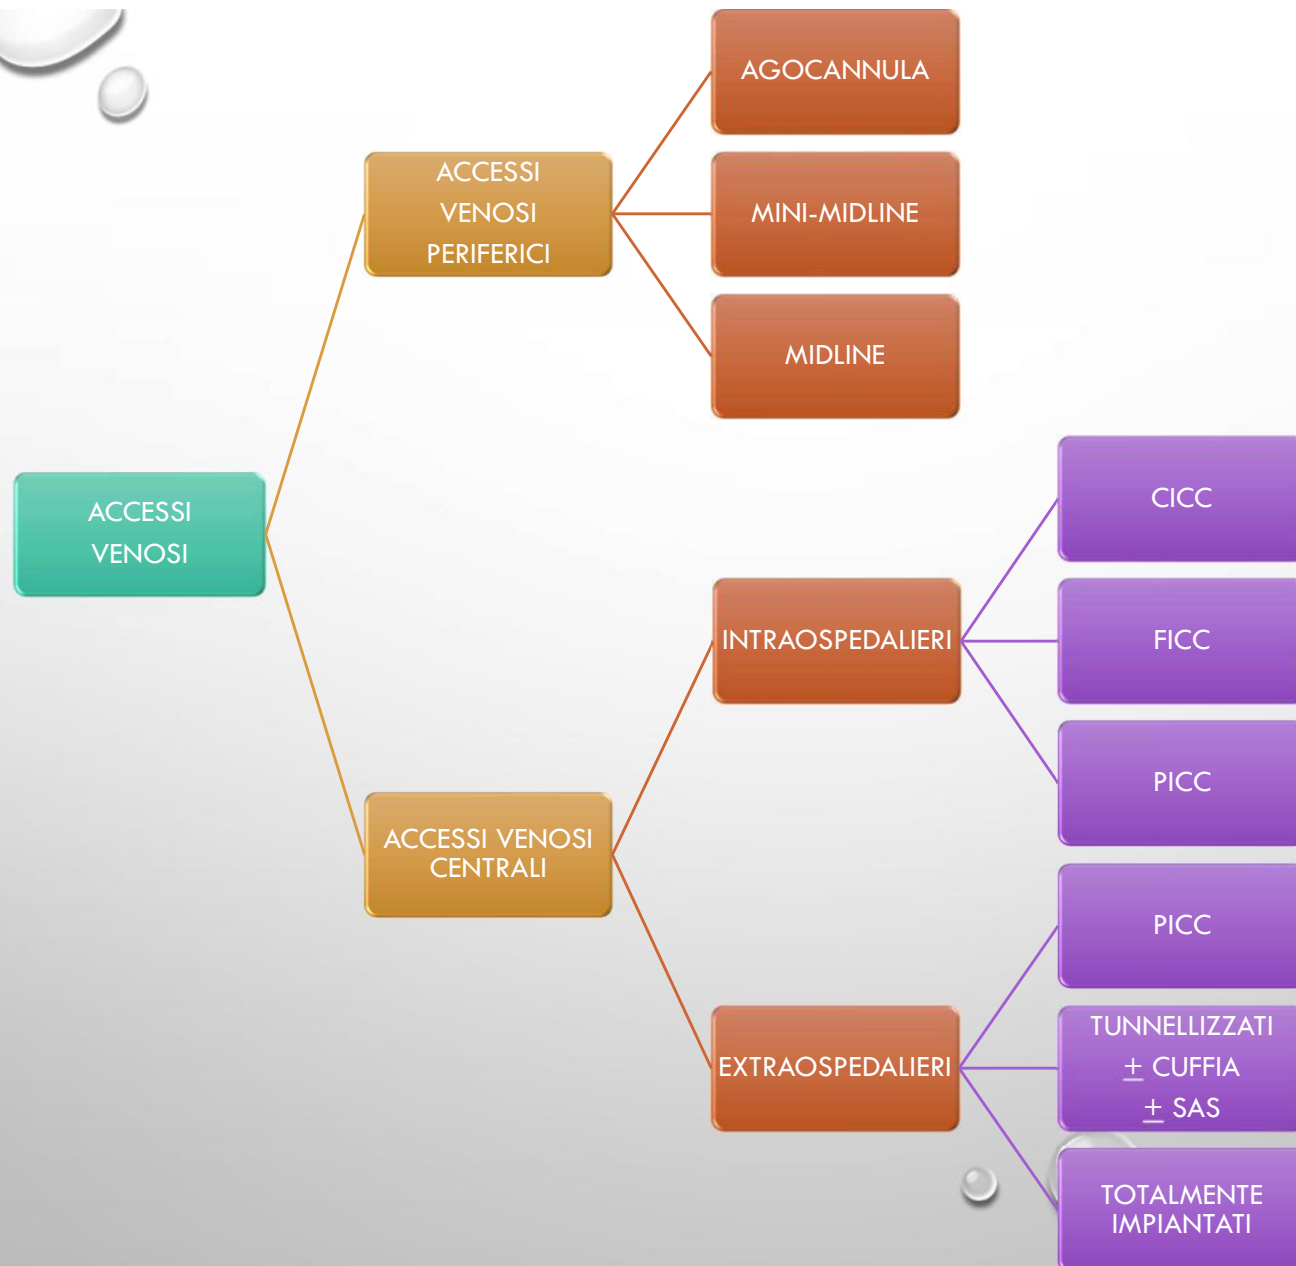 AGOCANNULA
ACCESSI
VENOSI
PERIFERICI
MINI-MIDLINE
MIDLINE
ACCESSI
VENOSI
CICC
INTRAOSPEDALIERI
FICC
PICC
ACCESSI VENOSI
CENTRALI
PICC
EXTRAOSPEDALIERI
TUNNELLIZZATI
± CUFFIA
± SAS
TOTALMENTE
IMPIANTATI